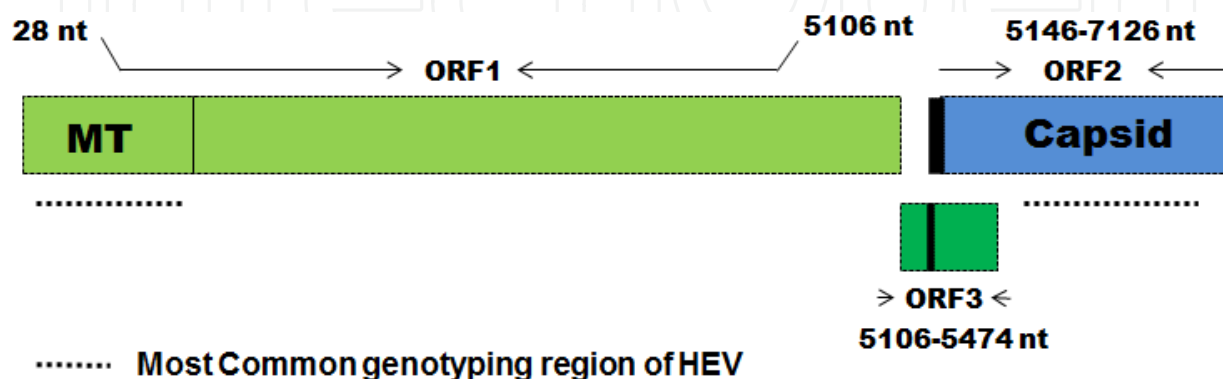 28 nt
5106 nt
5146-7126 nt
ORF1
ORF2
MT
Capsid
ORF3
5106-5474 nt
Most Common genotyping region of HEV